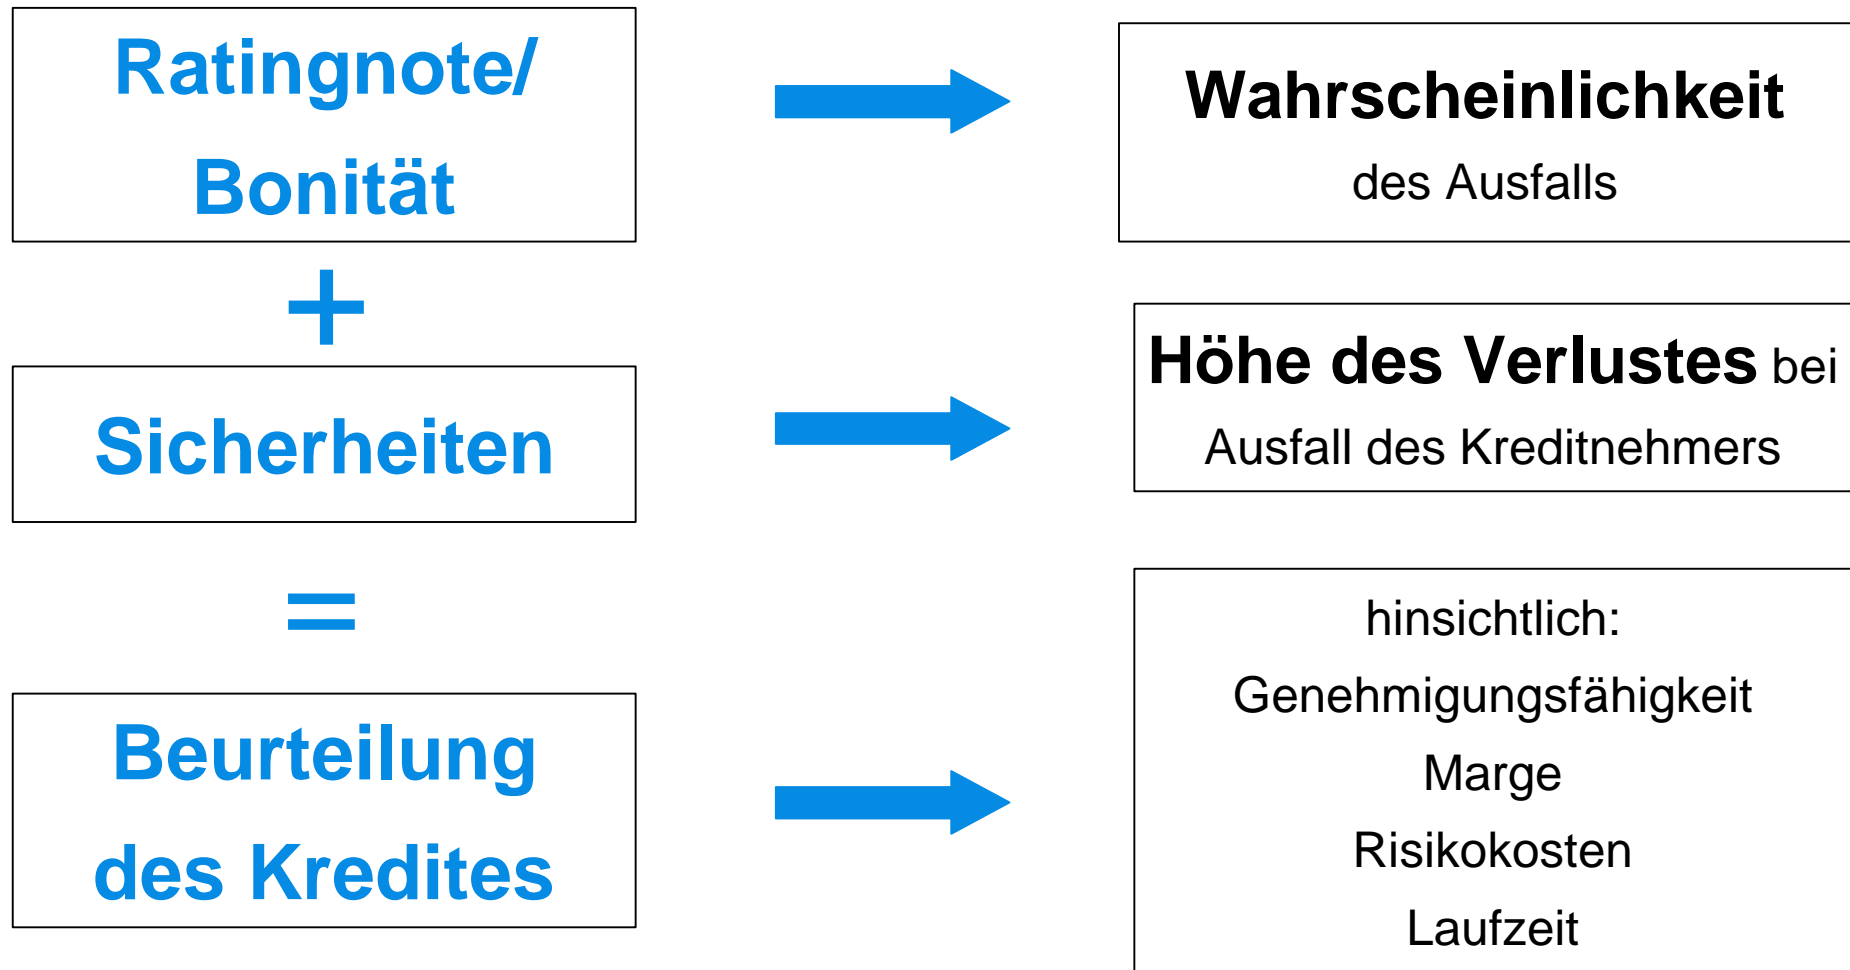 Ratingnote/
Bonität
Wahrscheinlichkeit
des Ausfalls
+
Sicherheiten
Höhe des Verlustes bei
Ausfall des Kreditnehmers
=
Beurteilung
des Kredites
hinsichtlich:
Genehmigungsfähigkeit
Marge
Risikokosten
Laufzeit